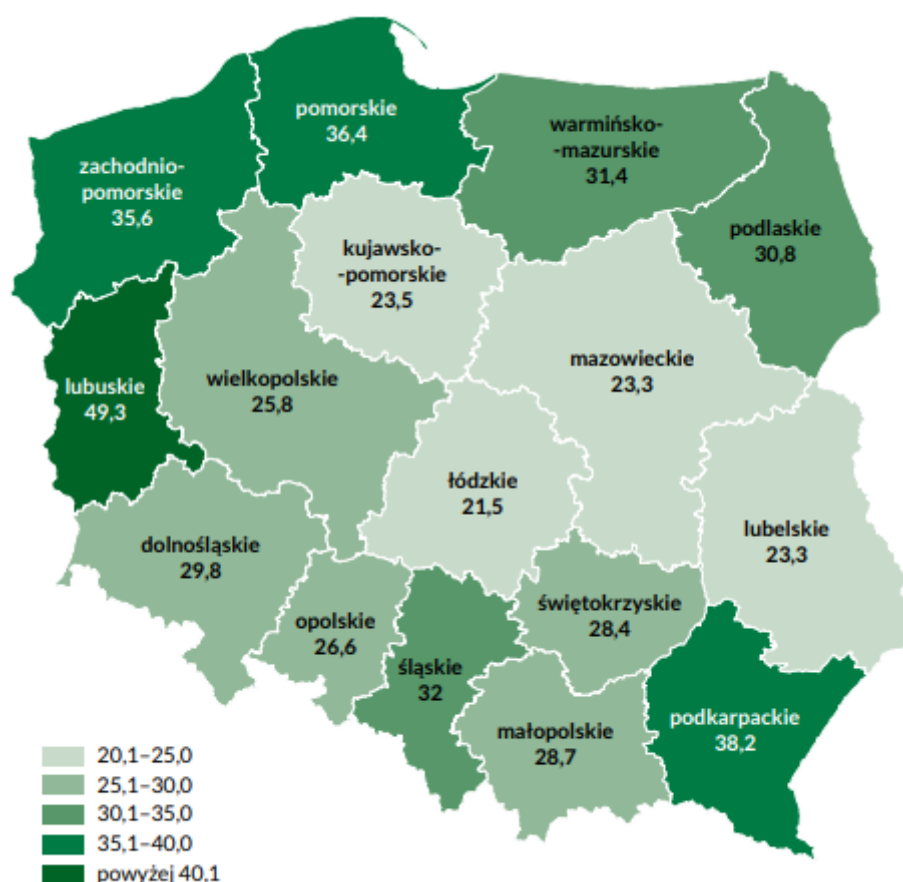 pomorskie
36,4
warmińsko-
-mazurskie
31,4
zachodnio-
pomorskie
35,6
podlaskie
30,8
kujawsko-
-pomorskie
23,5
mazowieckie
23,3
lubuskie
49,3
wielkopolskie
25,8
łódzkie
21,5
lubelskie
23,3
dolnośląskie
29,8
świętokrzyskie
28,4
opolskie
26,6
śląskie
32
podkarpackie
38,2
małopolskie
28,7
20,1–25,0
25,1–30,0
30,1–35,0
35,1–40,0
powyżej 40,1